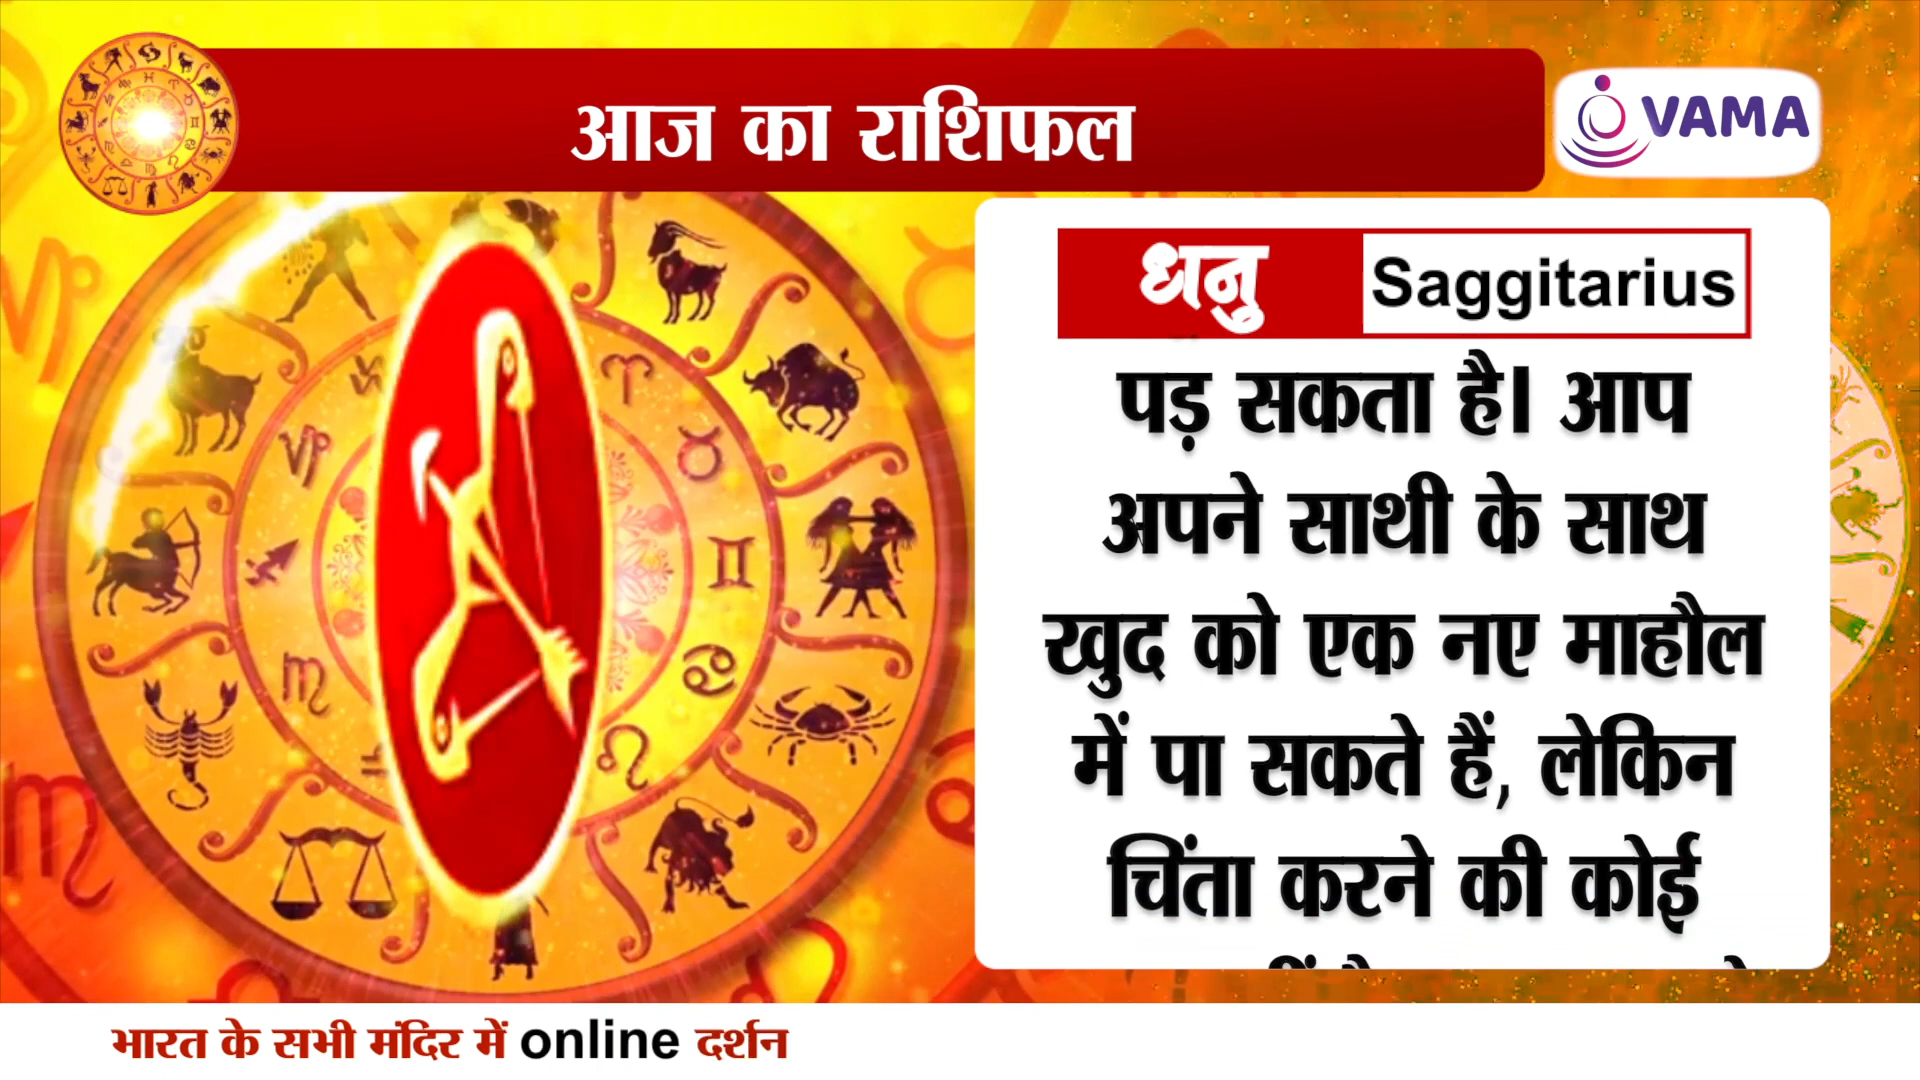 आज का राशिफल
VAMA
धनु
Saggitarius
पड़ सकता है। आप
अपने साथी के साथ
खुद को एक नए माहौल
में पा सकते हैं, लेकिन
चिंता करने की कोई
भारत के सभी मंदिर में online दर्शन